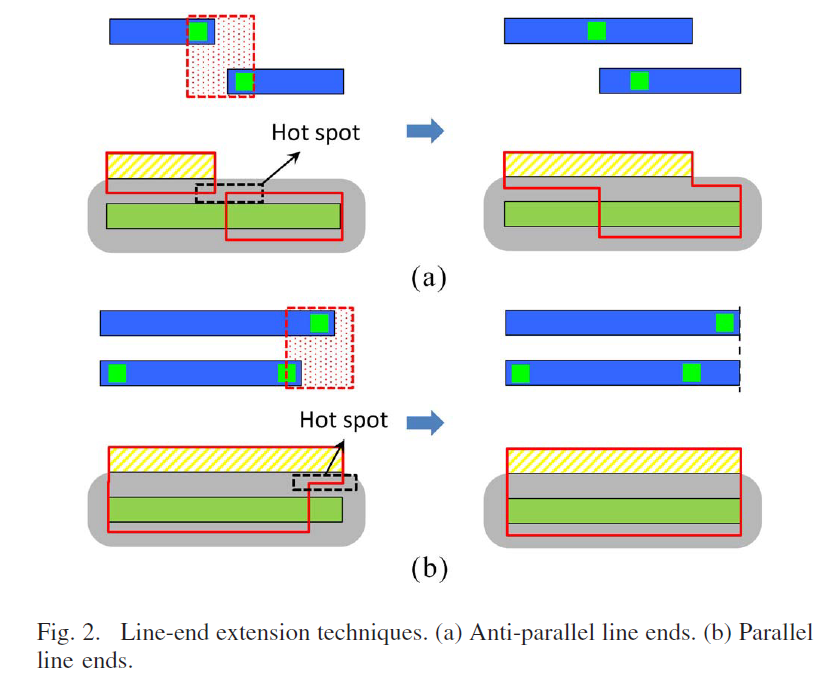 Hot spot
(a)
Hot spot
(b)
Fig. 2. Line-end extension techniques. (a) Anti-parallel line ends. (b) Parallel
line ends.